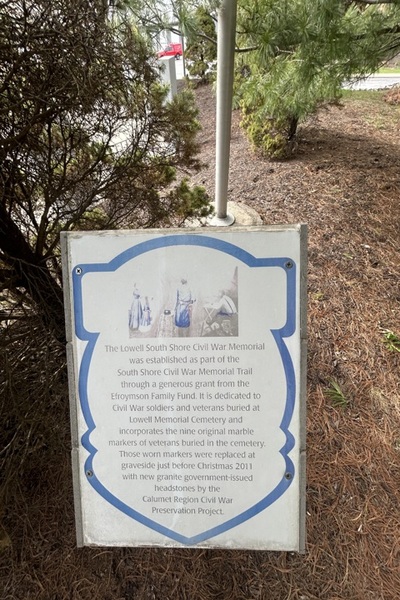 The Lowell South Shore Civil War Memorial
was established as part of the
South Shore Civil War Memorial Trail
through a generous grant from the
Efroymson Family Fund. It is dedicated to
Civil War soldiers and veterans buried at
Lowell Memorial Cemetery and
incorporates the nine original marble
markers of veterans buried in the cemetery.
Those worn markers were replaced at
graveside just before Christmas 2011
with new granite government-issued
headstones by the
Calumet Region Civil War
Preservation Project.